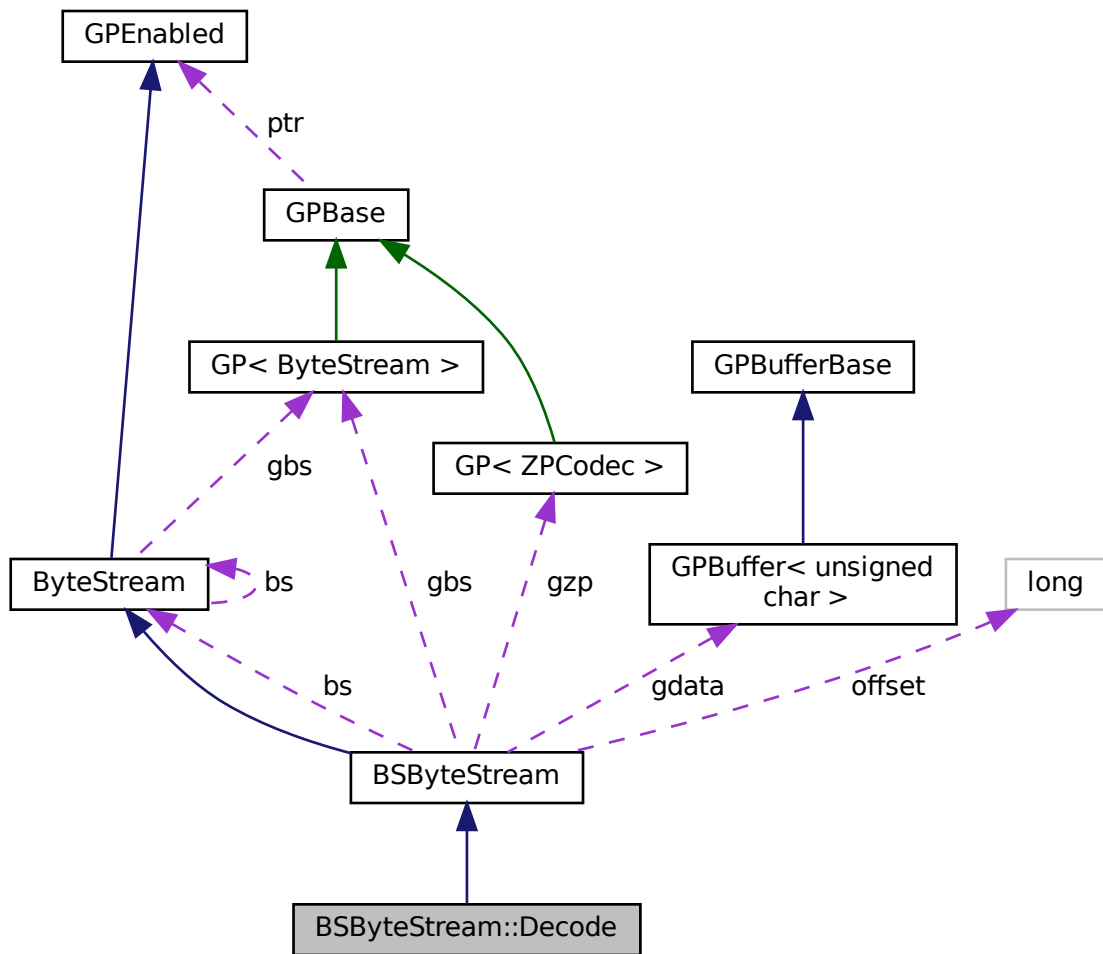 GPEnabled
ptr
GPBase
GP< ByteStream >
GPBufferBase
gbs
GP< ZPCodec >
ByteStream
bs
gbs
gzp
GPBuffer< unsigned
char >
long
bs
gdata
offset
BSByteStream
BSByteStream::Decode